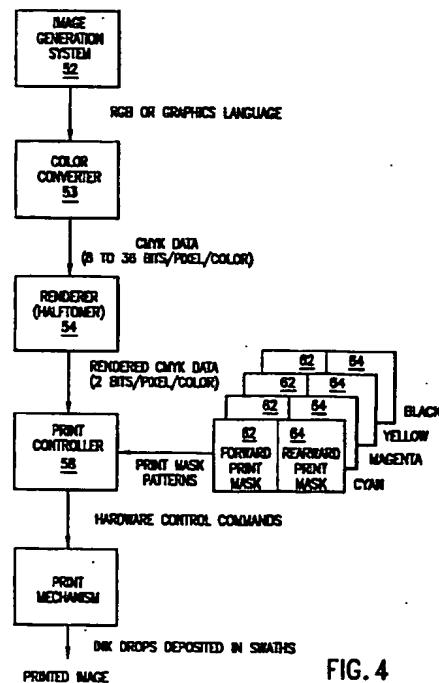 IMAGE
GENERATION
SYSTEM
52
RGB OR GRAPHICS LANGUAGE
COLOR
CONVERTER
53
CMYK DATA
(8 TO 36 BITS/PIXEL/COLOR)
RENDERER
(HALFTONER)
54
RENDERED CMYK DATA
(2 BITS/PIXEL/COLOR)
62 64
BLACK
62 64
YELLOW
62 64
MAGENTA
62 64
FORWARD PRINT MASK
REARWARD PRINT MASK
CYAN
PRINT
CONTROLLER
58
PRINT MASK
PATTERNS
HARDWARE CONTROL COMMANDS
PRINT
MECHANISM
INK DROPS DEPOSITED IN SWATHS
PRINTED IMAGE
FIG. 4